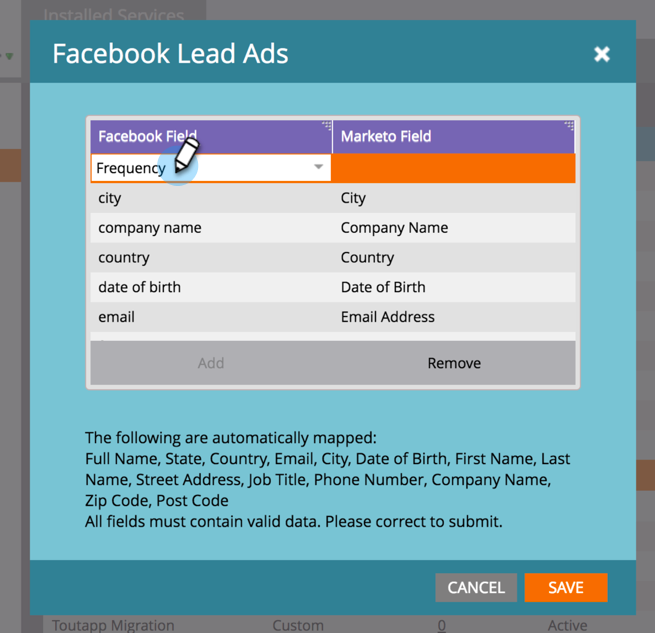 Installed Services
Facebook Lead Ads
Facebook Field Marketo Field
Frequency
city City
company name Company Name
country Country
date of birth Date of Birth
email Email Address
Add Remove
The following are automatically mapped:
Full Name, State, Country, Email, City, Date of Birth, First Name, Last
Name, Street Address, Job Title, Phone Number, Company Name,
Zip Code, Post Code
All fields must contain valid data. Please correct to submit.
CANCEL SAVE
Toutapp Migration Custom 0 Active